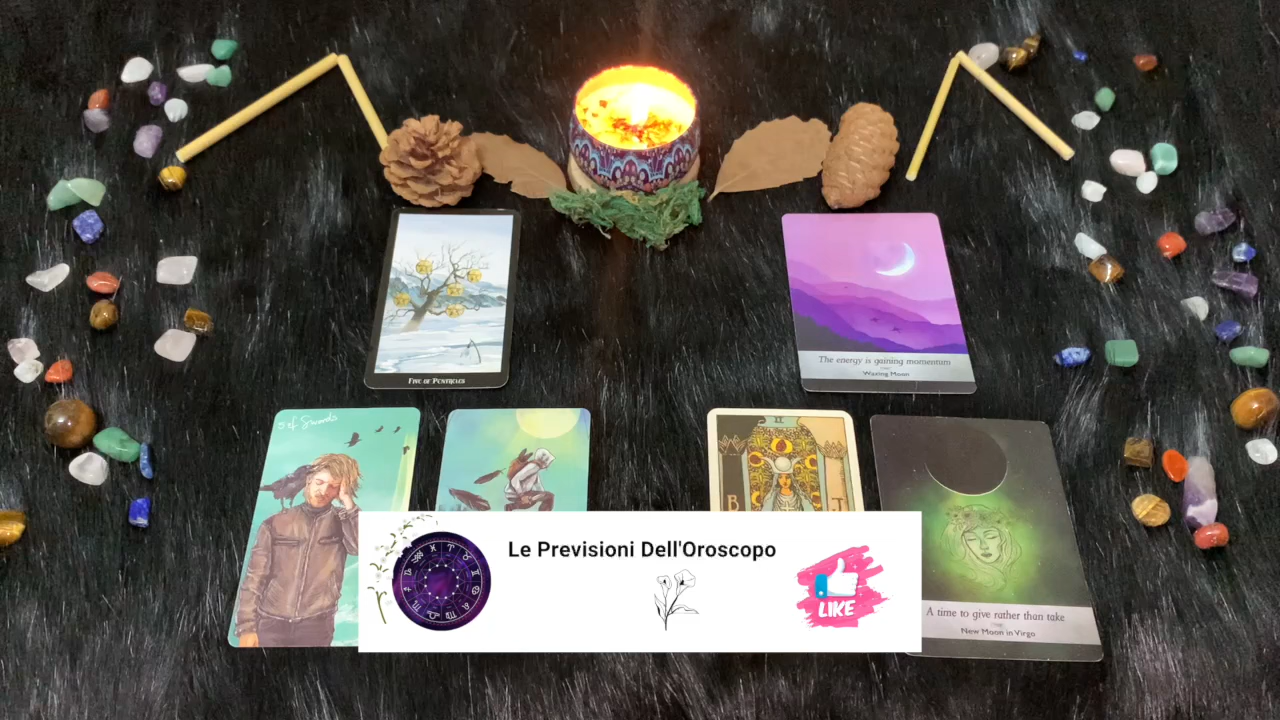 Five of Pentacles
The energy is gaining momentum
Waxing Moon
5 of Swords
II
B
J
Le Previsioni Dell'Oroscopo
LIKE
A time to give rather than take
New Moon in Virgo